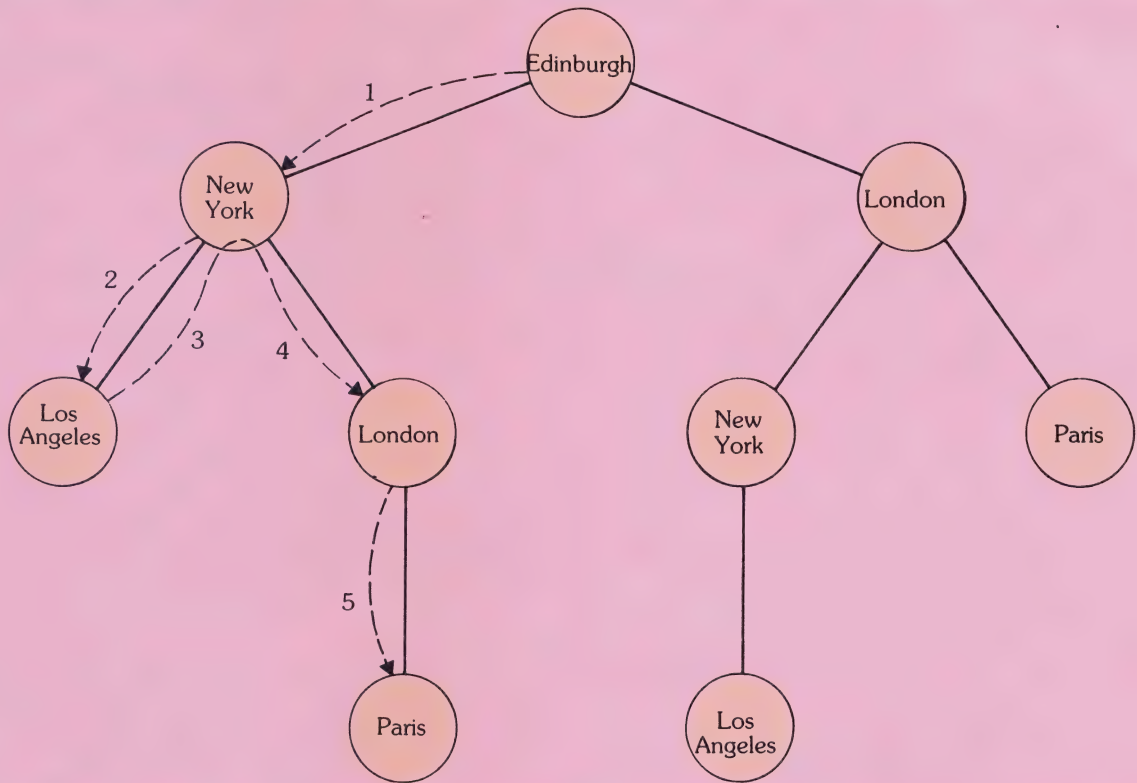 Edinburgh
1
New
York
London
2
3
4
Los
Angeles
London
New
York
Paris
5
Paris
Los
Angeles